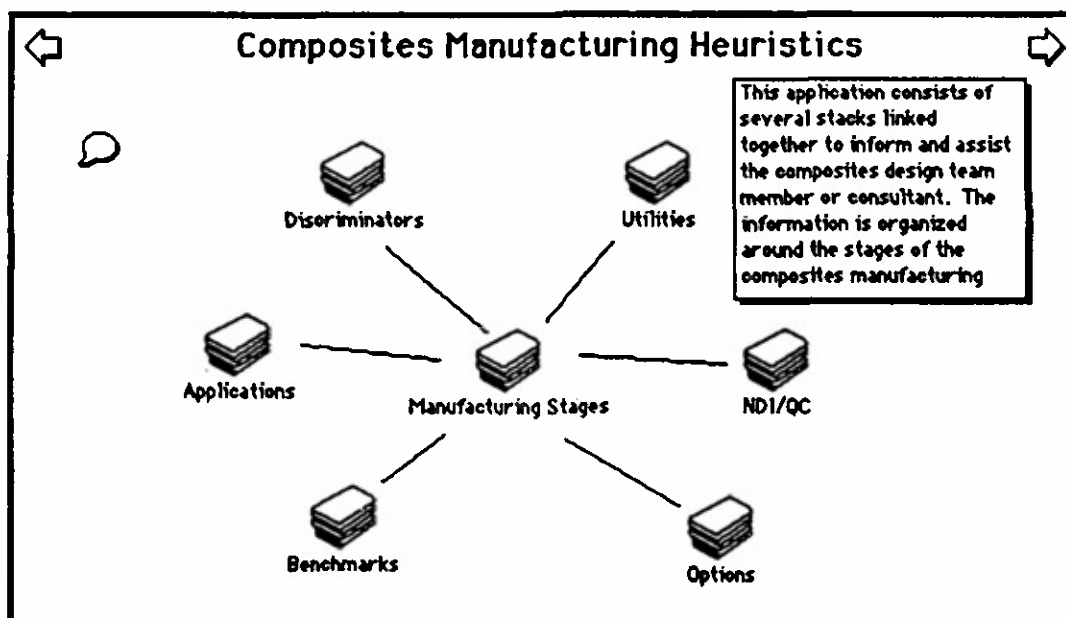 Composites Manufacturing Heuristics
This application consists of
several stacks linked
together to inform and assist
the composites design team
member or consultant. The
information is organized
around the stages of the
composites manufacturing
Discriminators
Utilities
Applications
Manufacturing Stages
NDI/QC
Benchmarks
Options